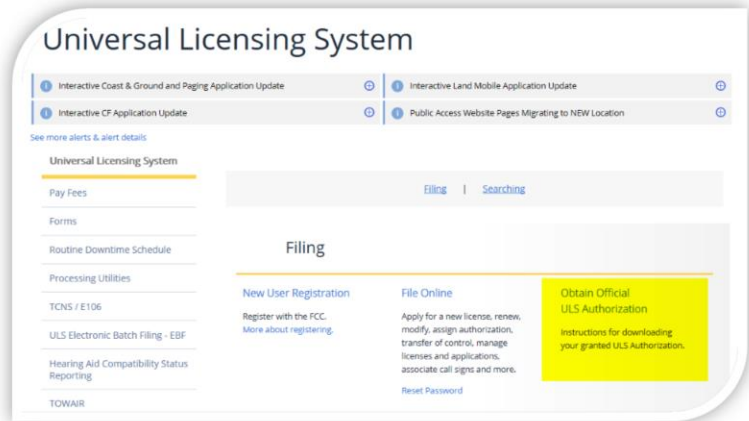 Universal Licensing System
Interactive Coast & Ground and Paging Application Update
Interactive Land Mobile Application Update
Interactive CF Application Update
Public Access Website Pages Migrating to NEW Location
See more alerts & alert details
Universal Licensing System
Pay Fees
Forms
Routine Downtime Schedule
Processing Utilities
TCNS / E106
ULS Electronic Batch Filing - EBF
Hearing Aid Compatibility Status
Reporting
TOWAIR
Filing | Searching
Filing
New User Registration
Register with the FCC.
More about registering.
File Online
Apply for a new license, renew,
modify, assign authorization,
transfer of control, manage
licenses and applications,
associate call signs and more.
Reset Password
Obtain Official
ULS Authorization
Instructions for downloading
your granted ULS Authorization.